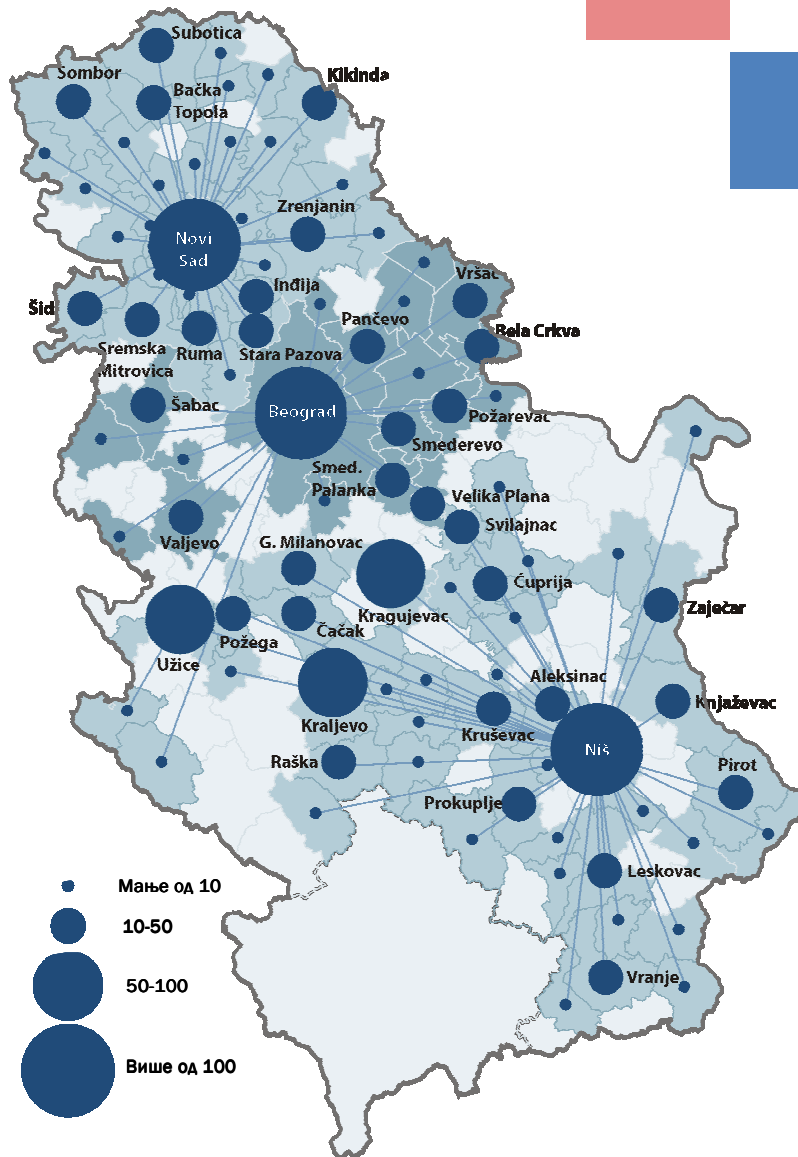 Subotica
Sombor
Kikinda
Bačka
Topola
Zrenjanin
Novi
Sad
Vršac
Inđija
Šid
Pančevo
Bela Crkva
Sremska
Mitrovica
Ruma
Stara Pazova
Šabac
Beograd
Požarevac
Smederevo
Smed.
Palanka
Velika Plana
Svilajnac
Valjevo
G. Milanovac
Ćuprija
Kragujevac
Zaječar
Čačak
Požega
Užice
Aleksinac
Knjaževac
Kraljevo
Kruševac
Niš
Raška
Pirot
Prokuplje
Leskovac
Vranje
Мање од 10
10-50
50-100
Више од 100